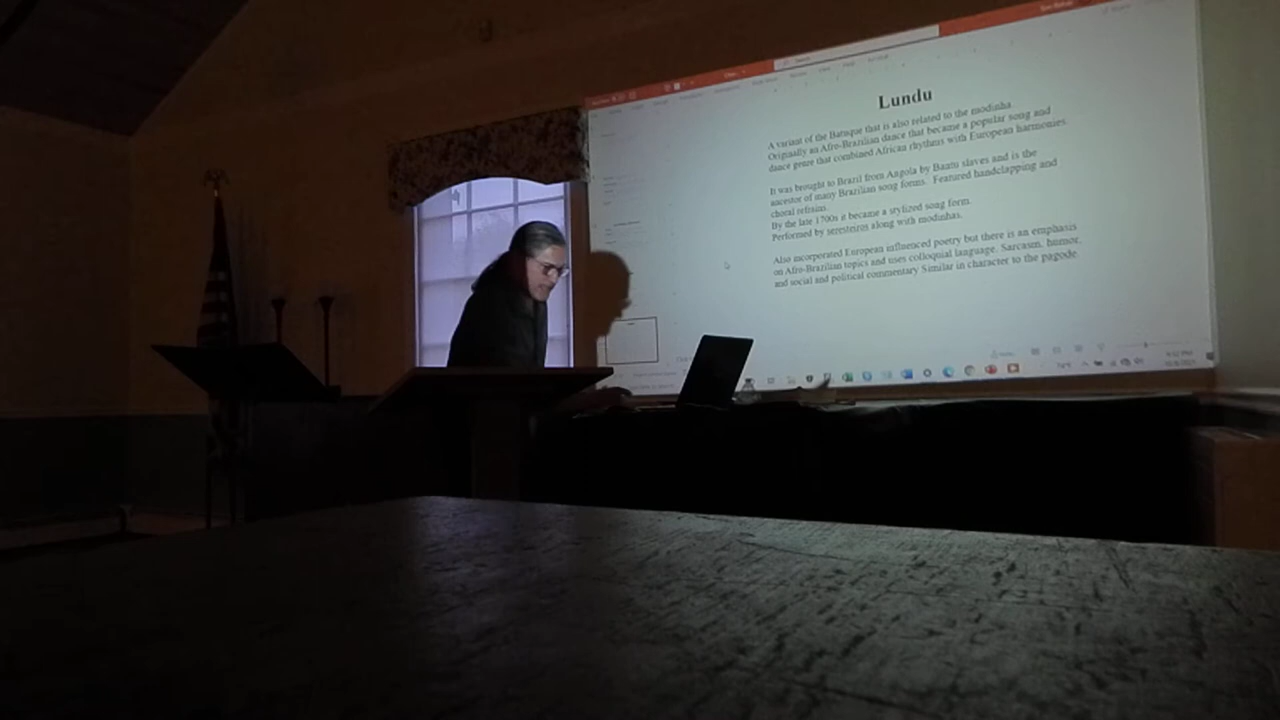 Lundu
A variant of the Batuque that is also related to the modinha
Originally an Afro-Brazilian dance that became a popular song and
dance genre that combined African rhythms with European harmonies.
It was brought to Brazil from Angola by Bantu slaves and is the
ancestor of many Brazilian song forms. Featured handclapping and
choral refrains.
By the late 1700s it became a stylized song form.
Performed by seresteiros along with modinhas.
Also incorporated European influenced poetry but there is an emphasis
on Afro-Brazilian topics and uses colloquial language. Sarcasm, humor,
and social and political commentary Similar in character to the pagode